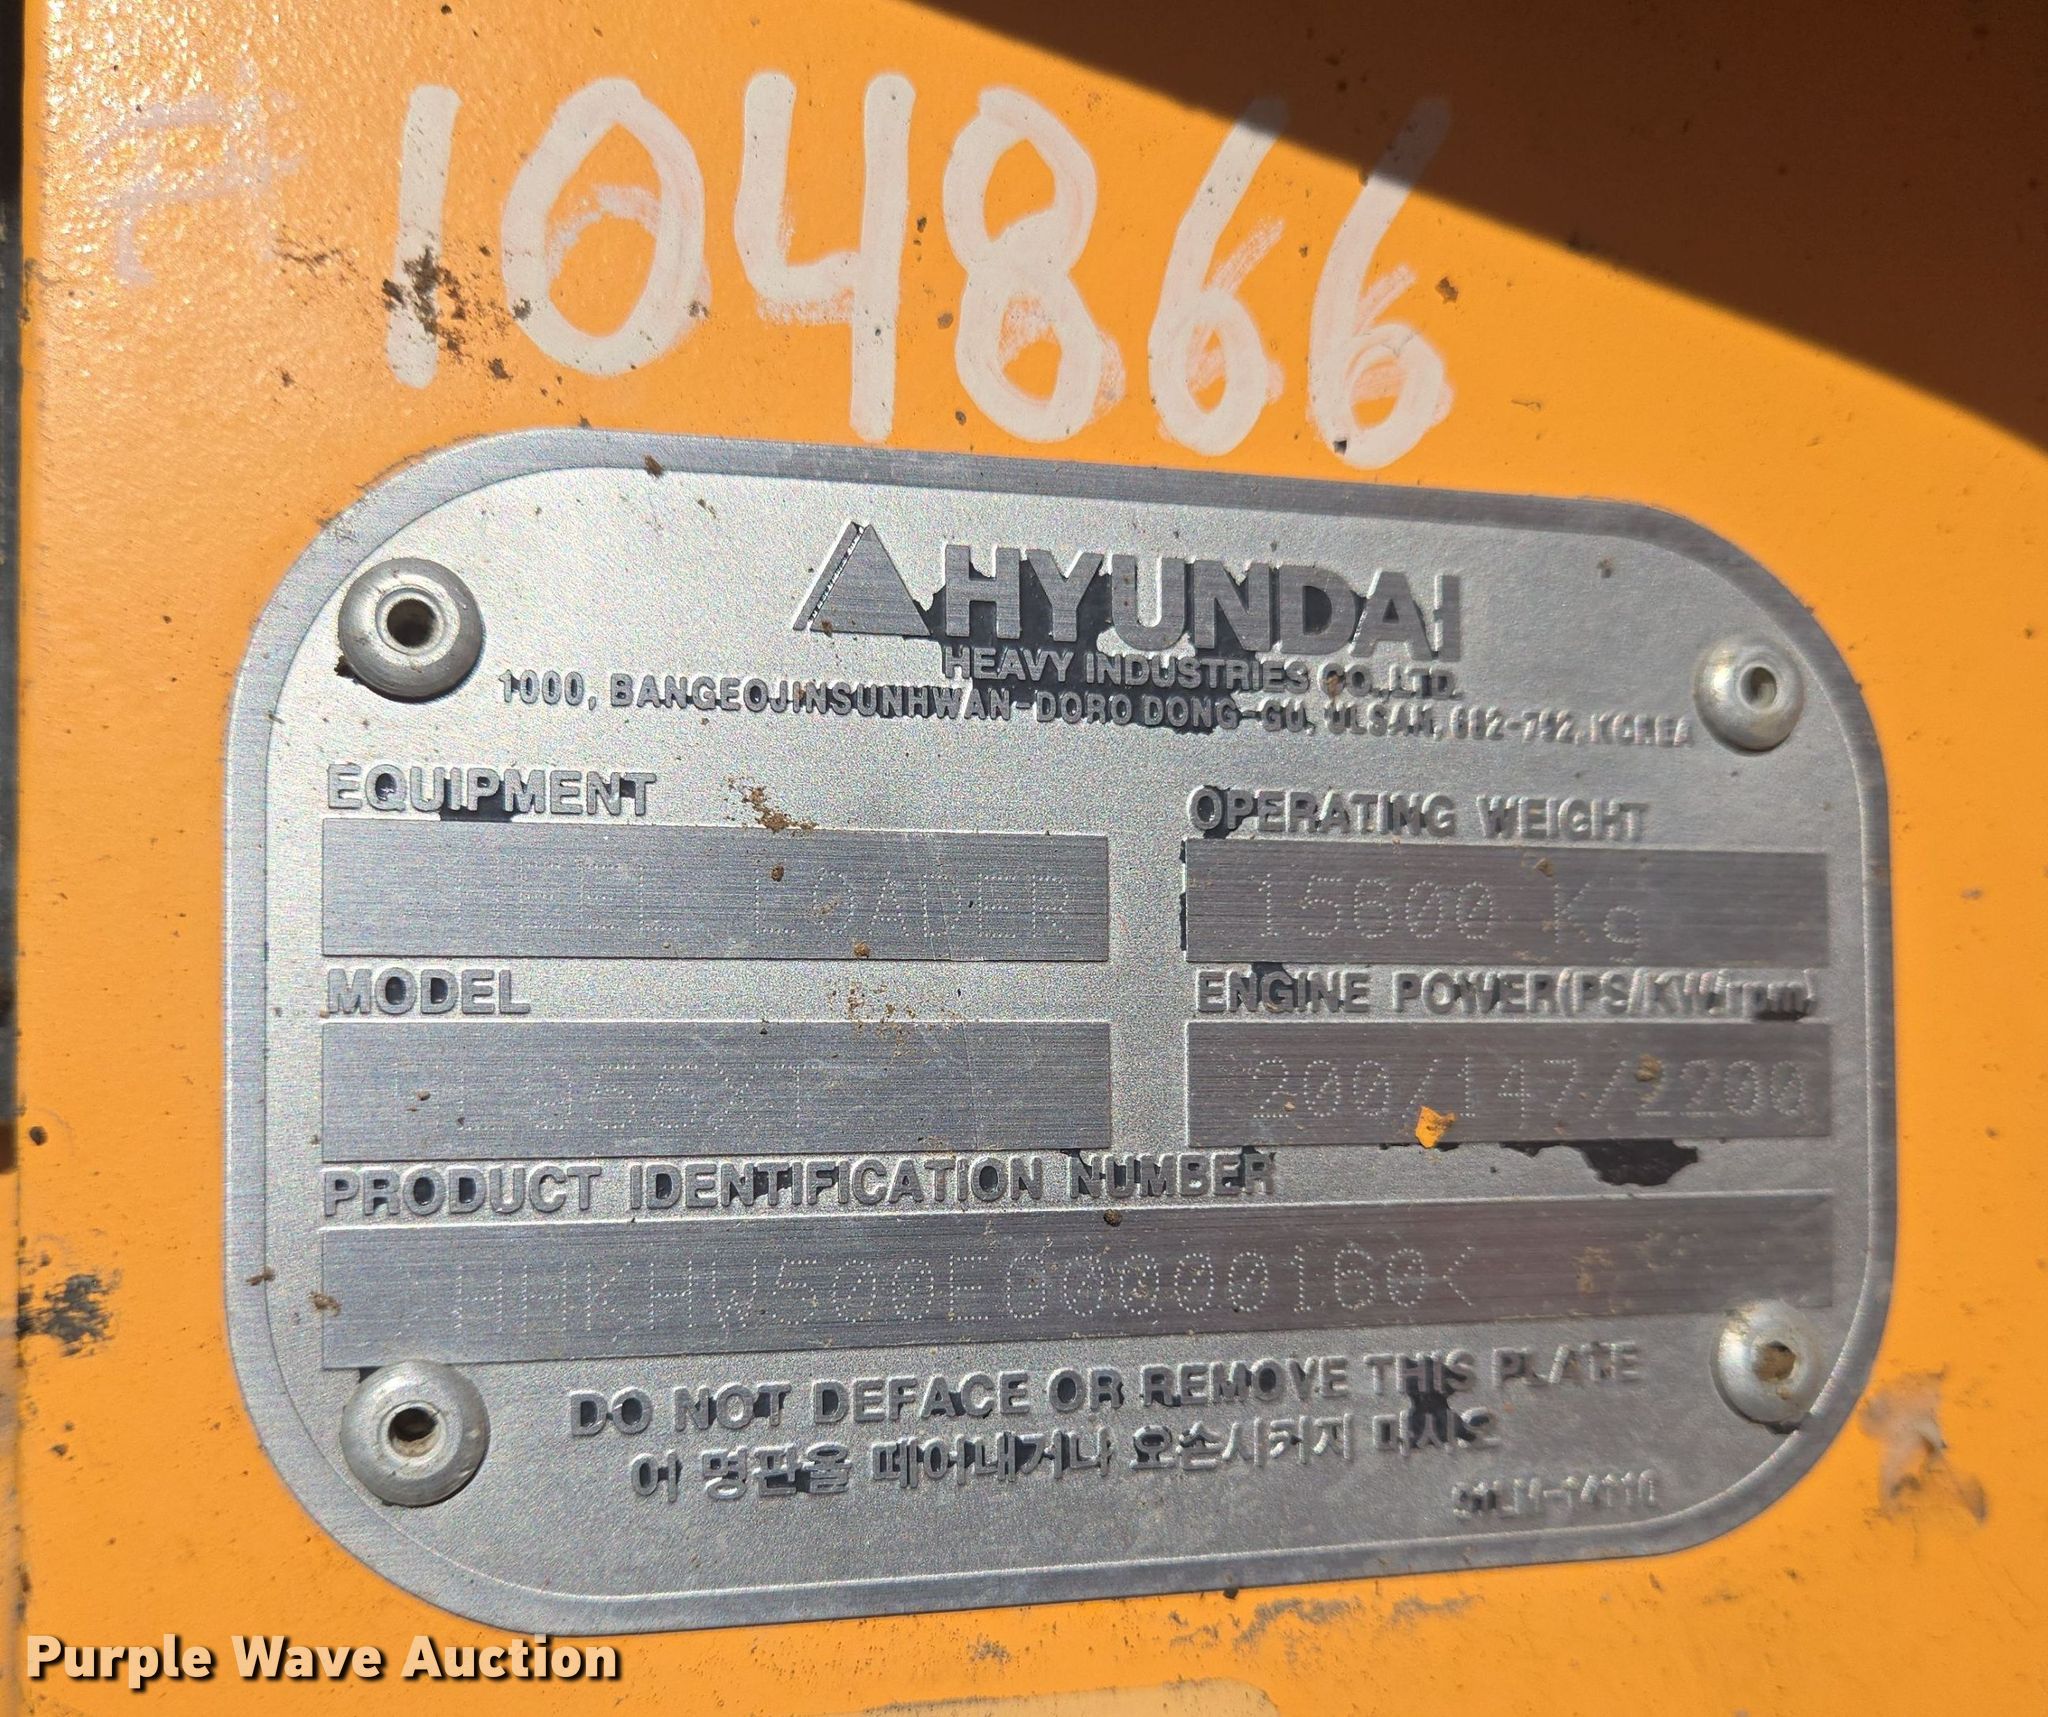 104866
HYUNDAI
HEAVY INDUSTRIES CO.,LTD.
1000, BANGEOJINSUNHWAN-DORO DONG-GU, ULSAN, 682-792, KOREA
EQUIPMENT
LOADER
OPERATING WEIGHT
15600 Kg
MODEL
ENGINE POWER(PS/KW/rpm)
200/147/2200
PRODUCT IDENTIFICATION NUMBER
DO NOT DEFACE OR REMOVE THIS PLATE
이 명판을 떼어내거나 오손시키지 마시오
Purple Wave Auction